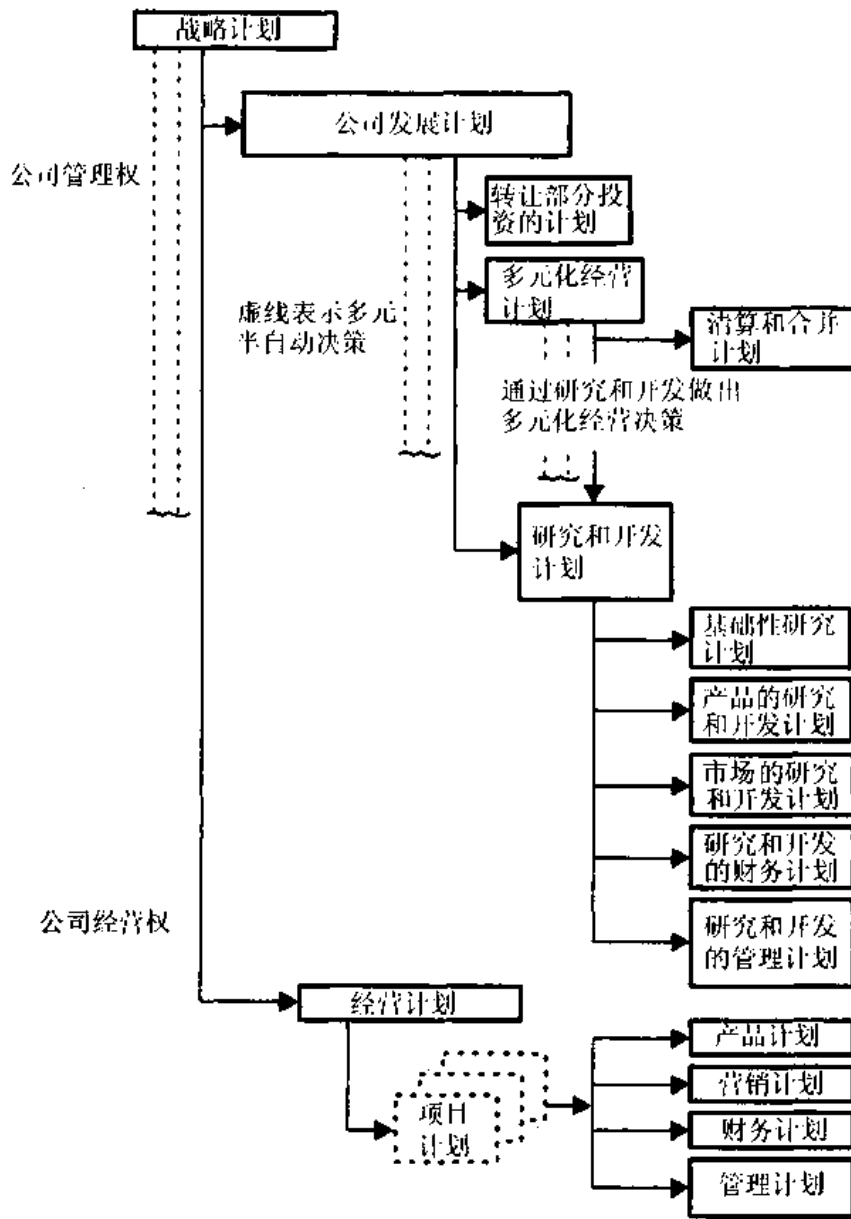 战略计划
公司发展计划
公司管理权
转让部分投
资的计划
多元化经营
计划
虚线表示多元
半自动决策
清算和合并
计划
通过研究和开发做出
多元化经营决策
研究和开发
计划
基础性研究
计划
产品的研究
和开发计划
市场的研究
和开发计划
研究和开发
的财务计划
公司经营权
研究和开发
的管理计划
经营计划
项目
计划
产品计划
营销计划
财务计划
管理计划